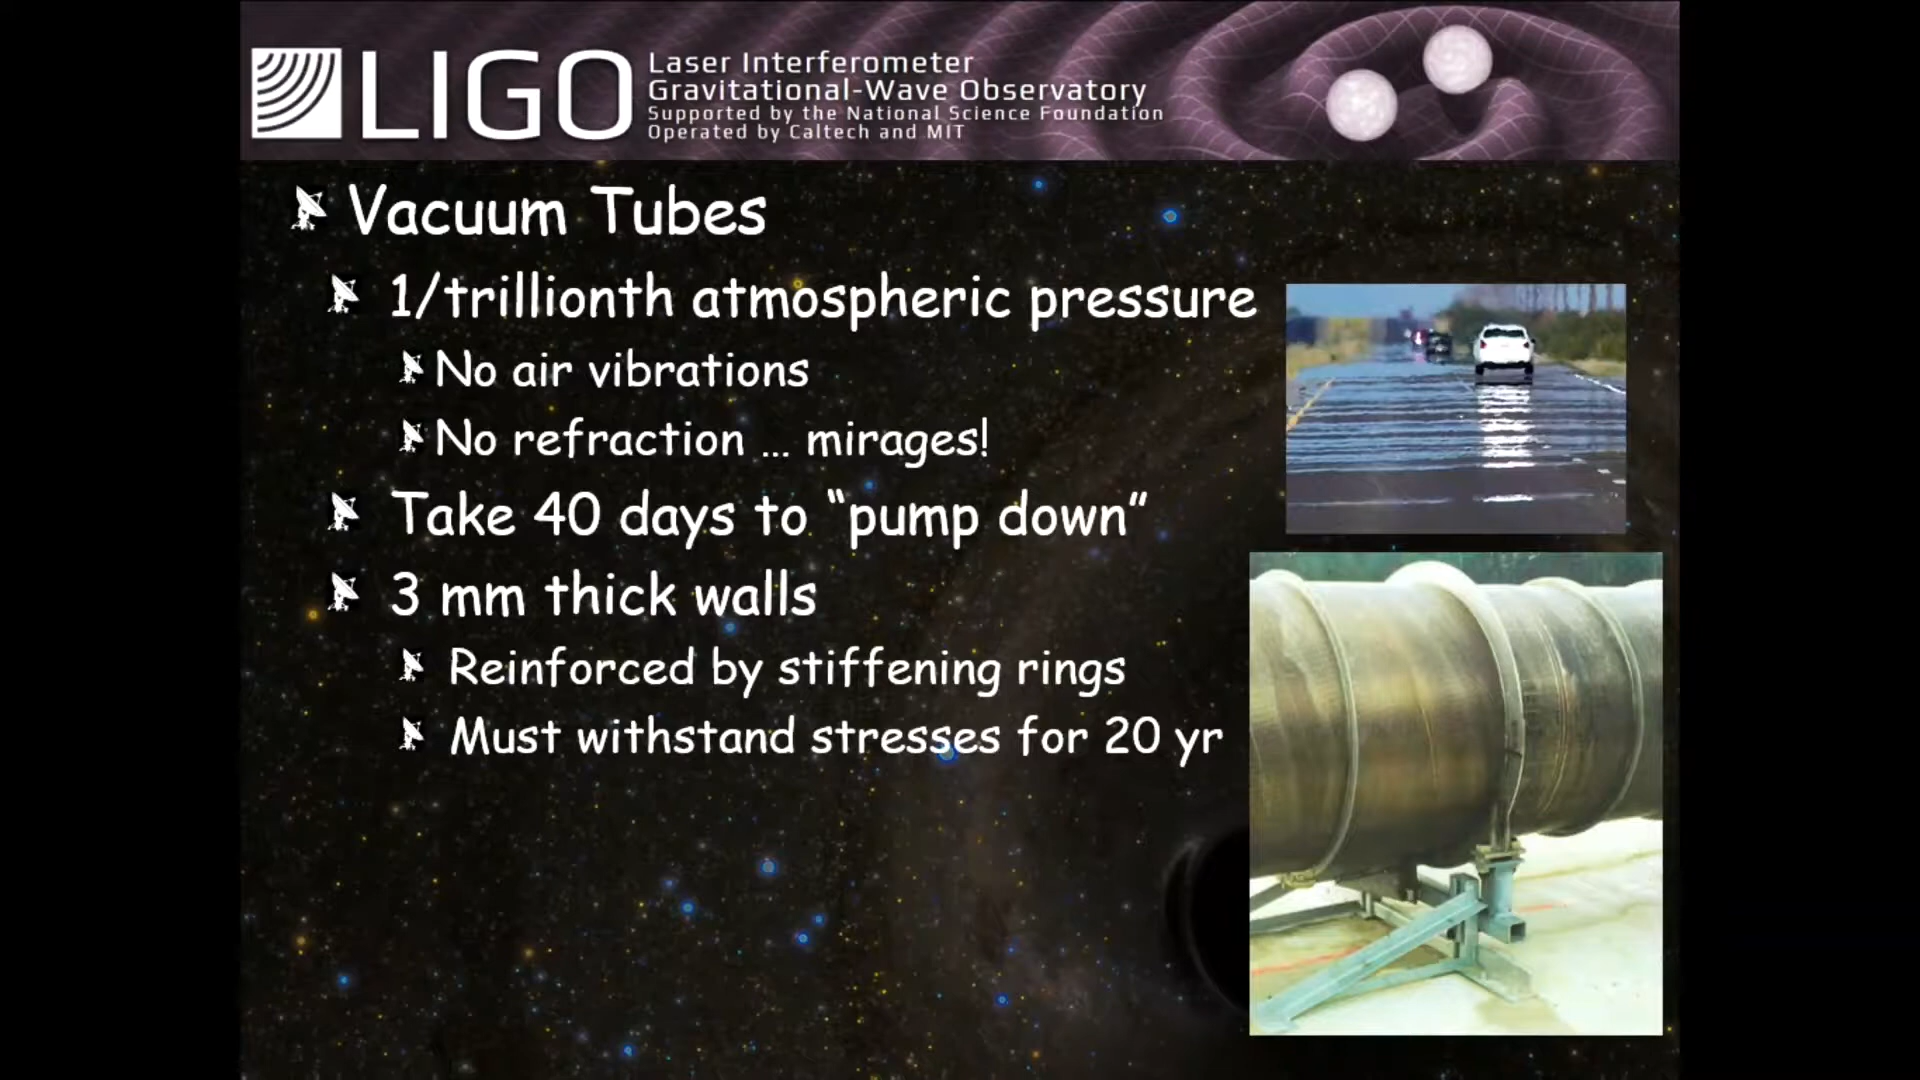 LIGO
Laser Interferometer
Gravitational-Wave Observatory
Supported by the National Science Foundation
Operated by Caltech and MIT
Vacuum Tubes
1/trillionth atmospheric pressure
No air vibrations
No refraction ... mirages!
Take 40 days to “pump down”
3 mm thick walls
Reinforced by stiffening rings
Must withstand stresses for 20 yr